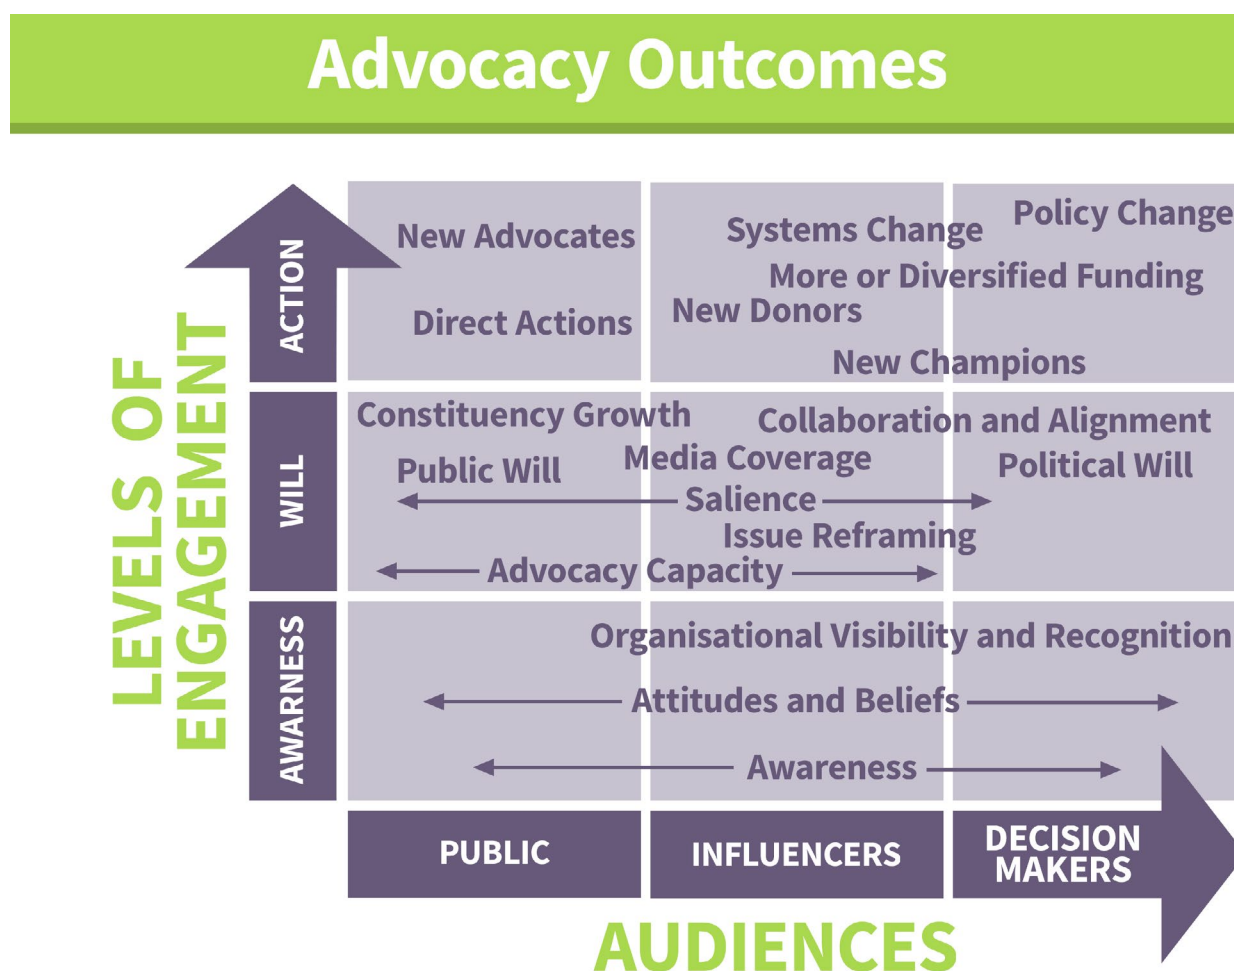 Advocacy Outcomes
LEVELS OF
ENGAGEMENT
ACTION
New Advocates
Direct Actions
Systems Change
Policy Change
More or Diversified Funding
New Donors
New Champions
WILL
Constituency Growth
Collaboration and Alignment
Public Will
Media Coverage
Political Will
Salience
Issue Reframing
Advocacy Capacity
AWARNESS
Organisational Visibility and Recognition
Attitudes and Beliefs
Awareness
PUBLIC
INFLUENCERS
DECISION
MAKERS
AUDIENCES